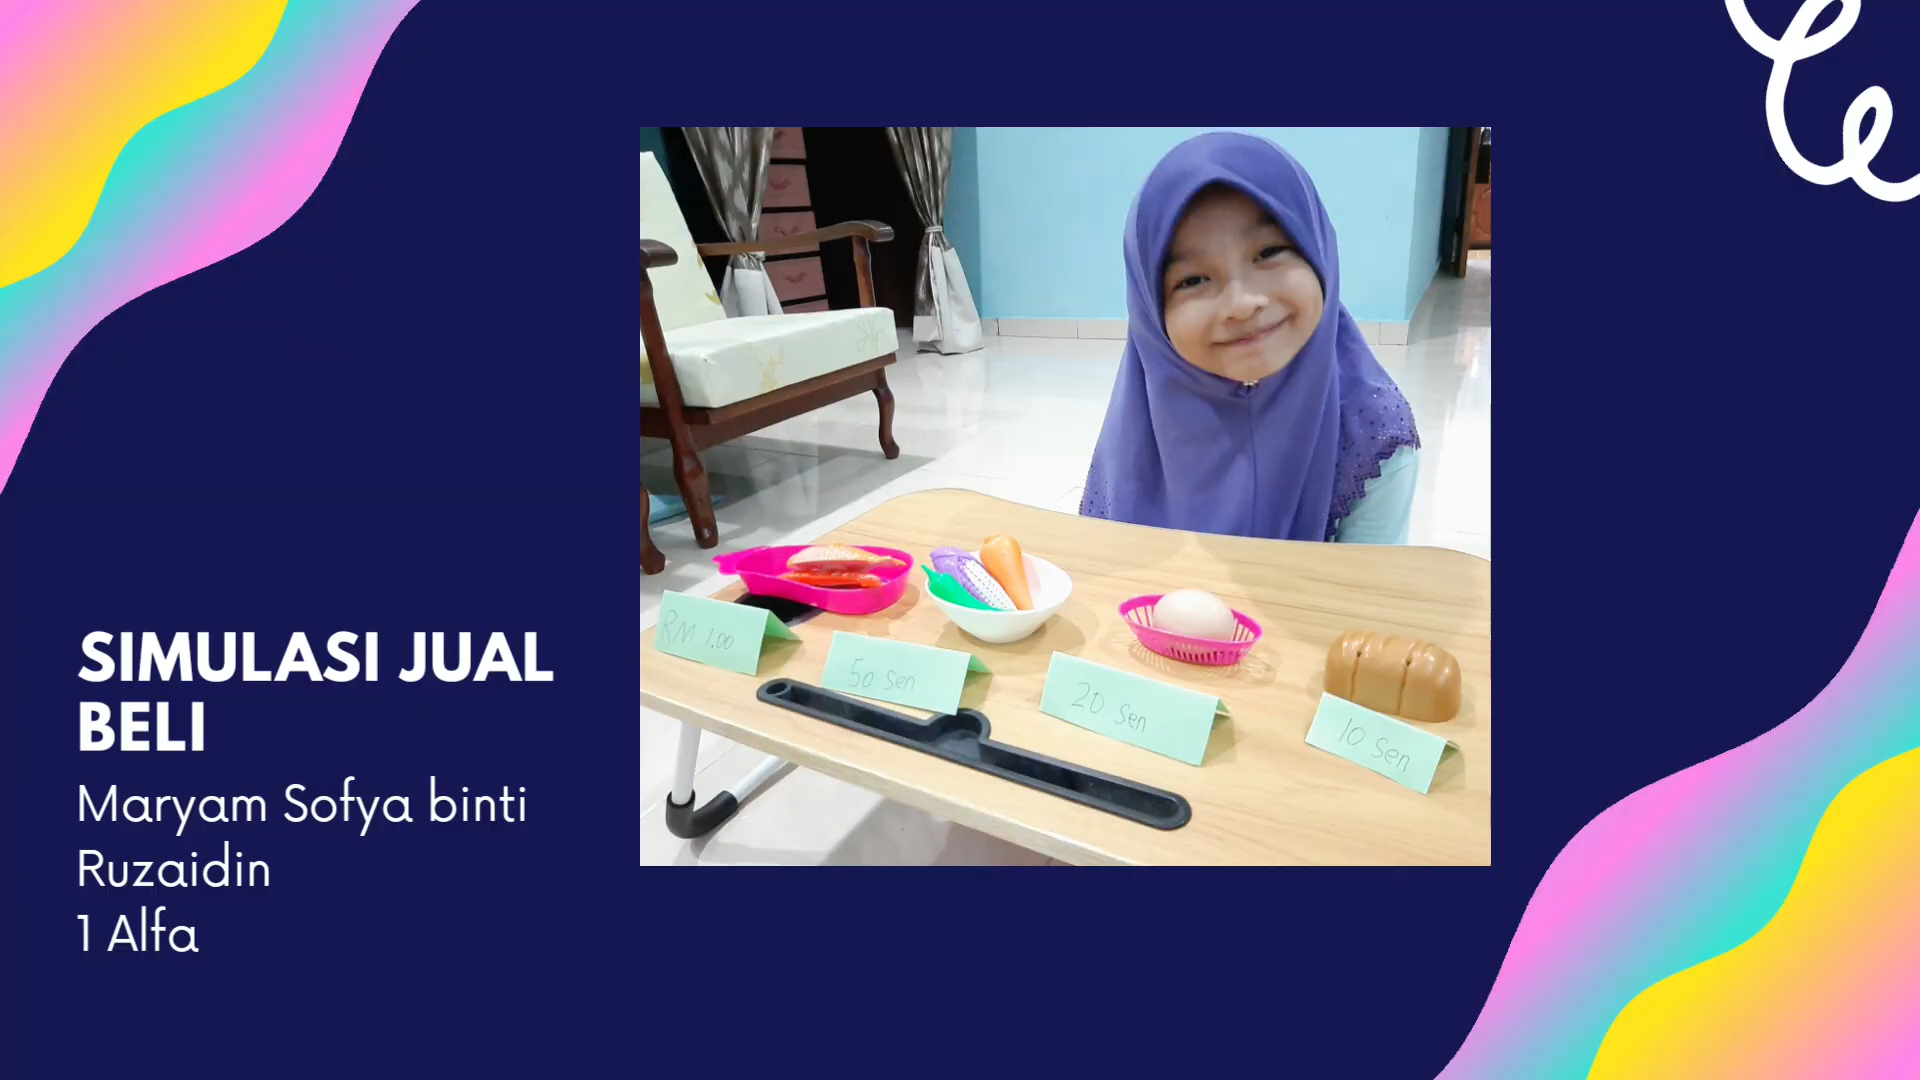 SIMULASI JUAL
BELI
Maryam Sofya binti
Ruzaidin
1 Alfa
RM 1.00
50 Sen
20 Sen
10 Sen